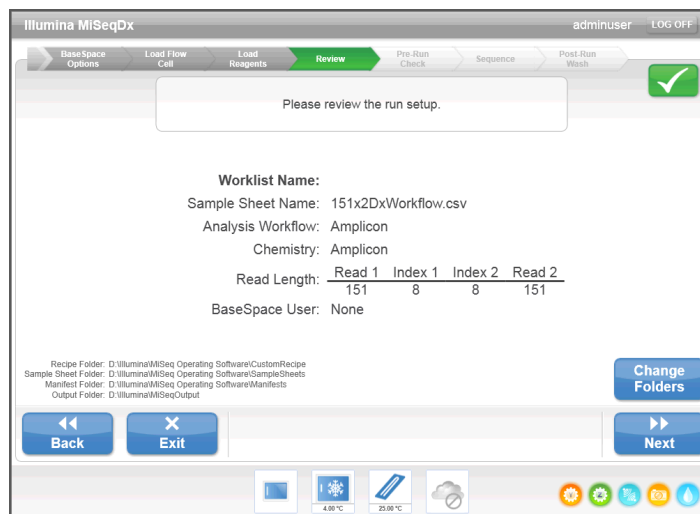 Illumina MiSeqDx
adminuser
LOG OFF
BaseSpace
Options
Load Flow
Cell
Load
Reagents
Review
Pre-Run
Check
Sequence
Post-Run
Wash
Please review the run setup.
Worklist Name:
Sample Sheet Name: 151x2DxWorkflow.csv
Analysis Workflow: Amplicon
Chemistry: Amplicon
Read Length: Read 1 Index 1 Index 2 Read 2
151 8 8 151
BaseSpace User: None
Recipe Folder: D:\Illumina\MiSeq Operating Software\CustomRecipe
Sample Sheet Folder: D:\Illumina\MiSeq Operating Software\SampleSheets
Manifest Folder: D:\Illumina\MiSeq Operating Software\Manifests
Output Folder: D:\Illumina\MiSeqOutput
Change
Folders
Back
Exit
Next
4.00 °C
25.00 °C